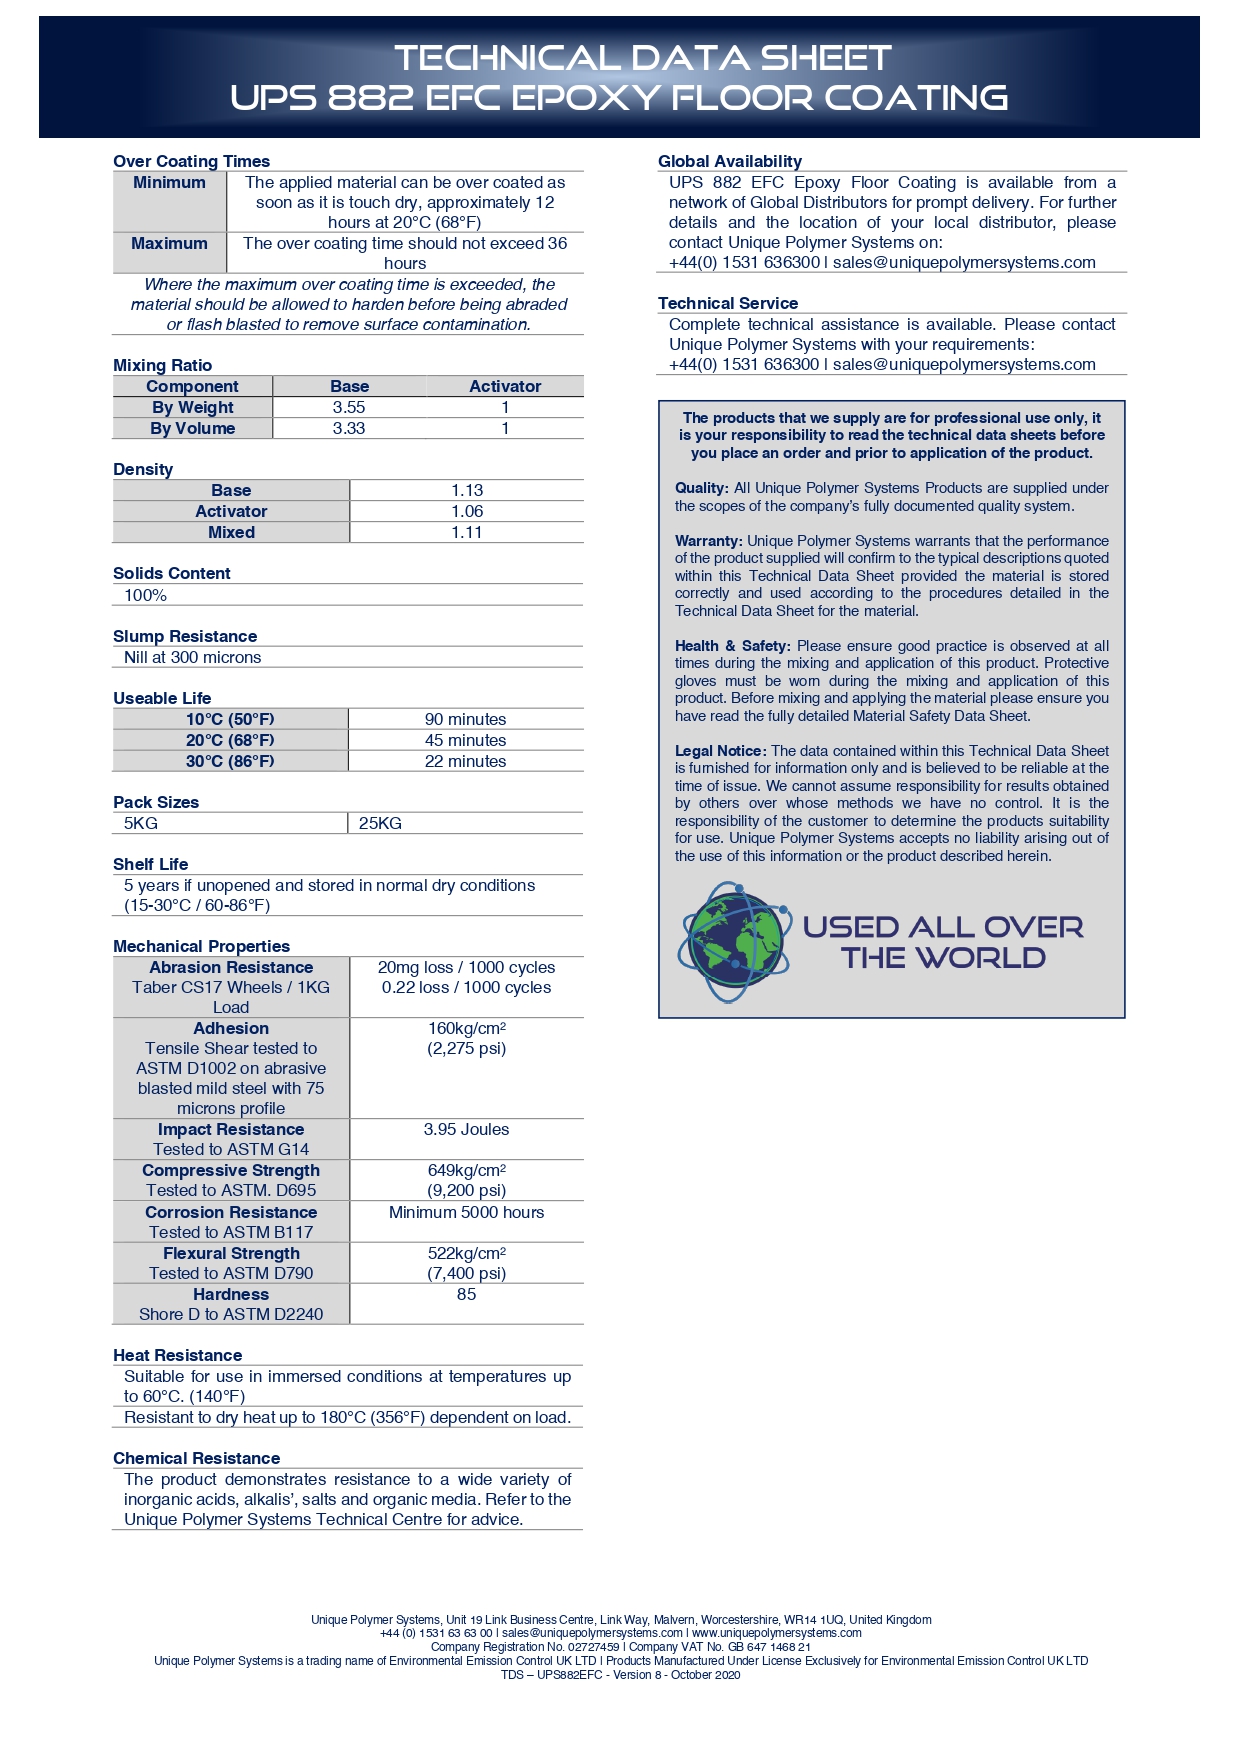 TECHNICAL DATA SHEET
UPS 882 EFC EPOXY FLOOR COATING
Over Coating Times
Minimum
The applied material can be over coated as
soon as it is touch dry, approximately 12
hours at 20°C (68°F)
Maximum
The over coating time should not exceed 36
hours
Where the maximum over coating time is exceeded, the
material should be allowed to harden before being abraded
or flash blasted to remove surface contamination.
Mixing Ratio
Component Base Activator
By Weight 3.55 1
By Volume 3.33 1
Density
Base 1.13
Activator 1.06
Mixed 1.11
Solids Content
100%
Slump Resistance
Nill at 300 microns
Useable Life
10°C (50°F) 90 minutes
20°C (68°F) 45 minutes
30°C (86°F) 22 minutes
Pack Sizes
5KG 25KG
Shelf Life
5 years if unopened and stored in normal dry conditions
(15-30°C / 60-86°F)
Mechanical Properties
Abrasion Resistance 20mg loss / 1000 cycles
Taber CS17 Wheels / 1KG 0.22 loss / 1000 cycles
Load
Adhesion 160kg/cm²
Tensile Shear tested to (2,275 psi)
ASTM D1002 on abrasive
blasted mild steel with 75
microns profile
Impact Resistance 3.95 Joules
Tested to ASTM G14
Compressive Strength 649kg/cm²
Tested to ASTM. D695 (9,200 psi)
Corrosion Resistance Minimum 5000 hours
Tested to ASTM B117
Flexural Strength 522kg/cm²
Tested to ASTM D790 (7,400 psi)
Hardness 85
Shore D to ASTM D2240
Heat Resistance
Suitable for use in immersed conditions at temperatures up
to 60°C. (140°F)
Resistant to dry heat up to 180°C (356°F) dependent on load.
Chemical Resistance
The product demonstrates resistance to a wide variety of
inorganic acids, alkalis’, salts and organic media. Refer to the
Unique Polymer Systems Technical Centre for advice.
Global Availability
UPS 882 EFC Epoxy Floor Coating is available from a
network of Global Distributors for prompt delivery. For further
details and the location of your local distributor, please
contact Unique Polymer Systems on:
+44(0) 1531 636300 | sales@uniquepolymersystems.com
Technical Service
Complete technical assistance is available. Please contact
Unique Polymer Systems with your requirements:
+44(0) 1531 636300 | sales@uniquepolymersystems.com
The products that we supply are for professional use only, it
is your responsibility to read the technical data sheets before
you place an order and prior to application of the product.
Quality: All Unique Polymer Systems Products are supplied under
the scopes of the company’s fully documented quality system.
Warranty: Unique Polymer Systems warrants that the performance
of the product supplied will confirm to the typical descriptions quoted
within this Technical Data Sheet provided the material is stored
correctly and used according to the procedures detailed in the
Technical Data Sheet for the material.
Health & Safety: Please ensure good practice is observed at all
times during the mixing and application of this product. Protective
gloves must be worn during the mixing and application of this
product. Before mixing and applying the material please ensure you
have read the fully detailed Material Safety Data Sheet.
Legal Notice: The data contained within this Technical Data Sheet
is furnished for information only and is believed to be reliable at the
time of issue. We cannot assume responsibility for results obtained
by others over whose methods we have no control. It is the
responsibility of the customer to determine the products suitability
for use. Unique Polymer Systems accepts no liability arising out of
the use of this information or the product described herein.
USED ALL OVER
THE WORLD
Unique Polymer Systems, Unit 19 Link Business Centre, Link Way, Malvern, Worcestershire, WR14 1UQ, United Kingdom
+44 (0) 1531 63 63 00 | sales@uniquepolymersystems.com | www.uniquepolymersystems.com
Company Registration No. 02727459 | Company VAT No. GB 647 1468 21
Unique Polymer Systems is a trading name of Environmental Emission Control UK LTD | Products Manufactured Under License Exclusively for Environmental Emission Control UK LTD
TDS – UPS882EFC - Version 8 - October 2020